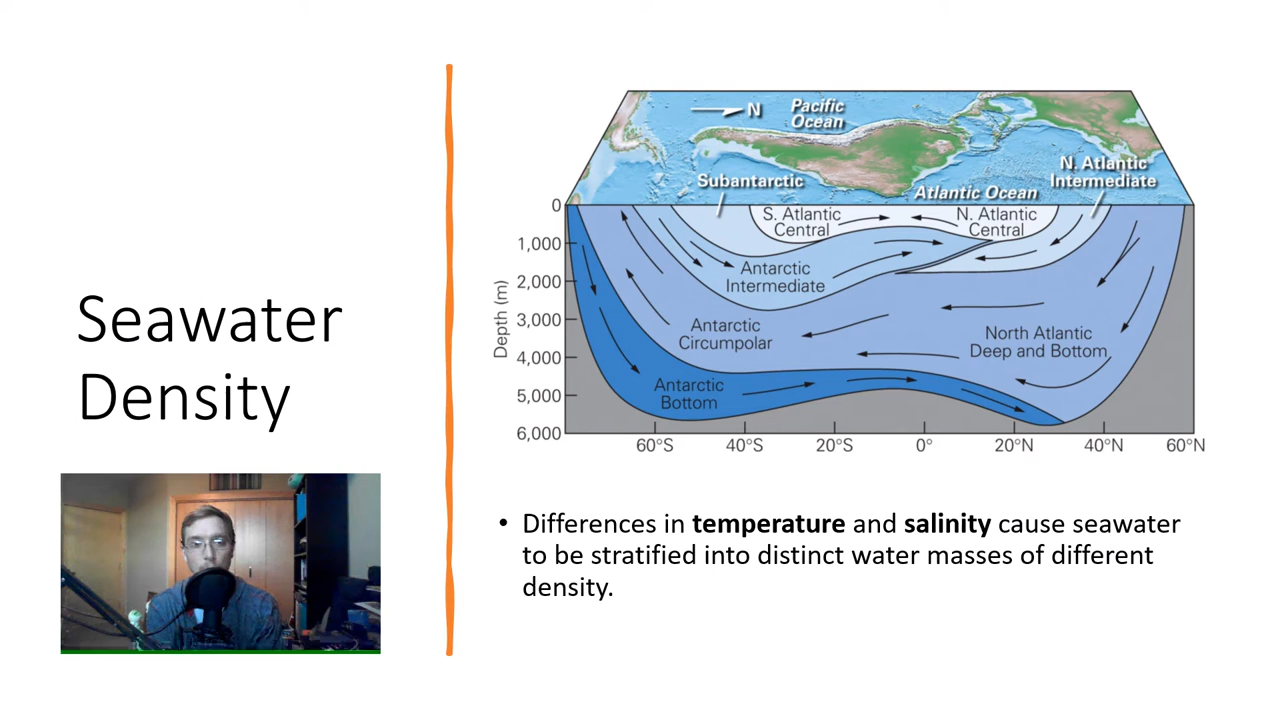 Seawater
Density
N
Pacific
Ocean
N. Atlantic
Intermediate
Subantarctic
Atlantic Ocean
S. Atlantic
Central
N. Atlantic
Central
Antarctic
Intermediate
Antarctic
Circumpolar
North Atlantic
Deep and Bottom
Antarctic
Bottom
Depth (m)
0
1,000
2,000
3,000
4,000
5,000
6,000
60°S 40°S 20°S 0° 20°N 40°N 60°N
• Differences in temperature and salinity cause seawater
to be stratified into distinct water masses of different
density.